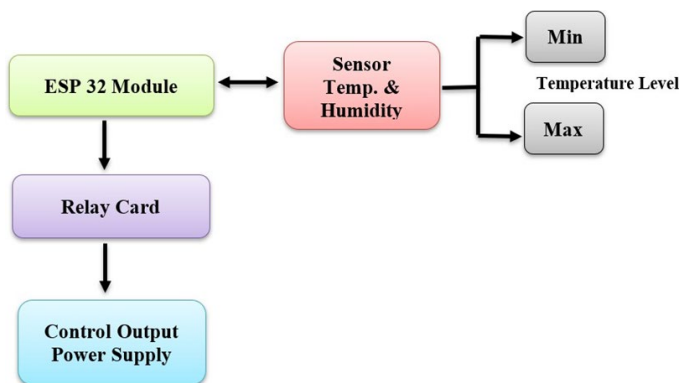 Min
Sensor
Temp. &
Humidity
ESP 32 Module
Temperature Level
Max
Relay Card
Control Output
Power Supply